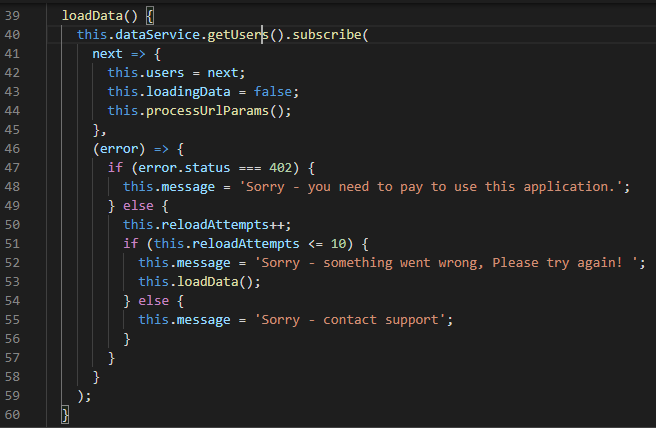 39 loadData() {
40 this.dataService.getUsers().subscribe(
41 next => {
42 this.users = next;
43 this.loadingData = false;
44 this.processUrlParams();
45 },
46 (error) => {
47 if (error.status === 402) {
48 this.message = 'Sorry - you need to pay to use this application.';
49 } else {
50 this.reloadAttempts++;
51 if (this.reloadAttempts <= 10) {
52 this.message = 'Sorry - something went wrong, Please try again! ';
53 this.loadData();
54 } else {
55 this.message = 'Sorry - contact support';
56 }
57 }
58 }
59 );
60 }